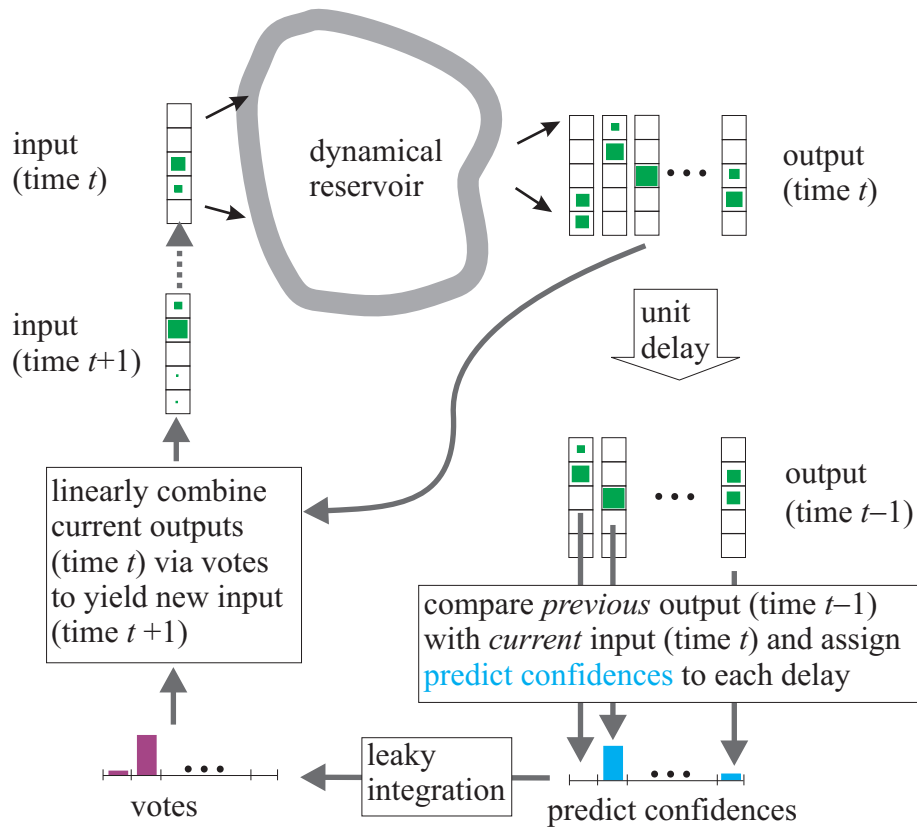 input
(time t)
dynamical
reservoir
output
(time t)
input
(time t+1)
unit
delay
output
(time t−1)
linearly combine
current outputs
(time t) via votes
to yield new input
(time t +1)
compare previous output (time t−1)
with current input (time t) and assign
predict confidences to each delay
leaky
integration
votes
predict confidences